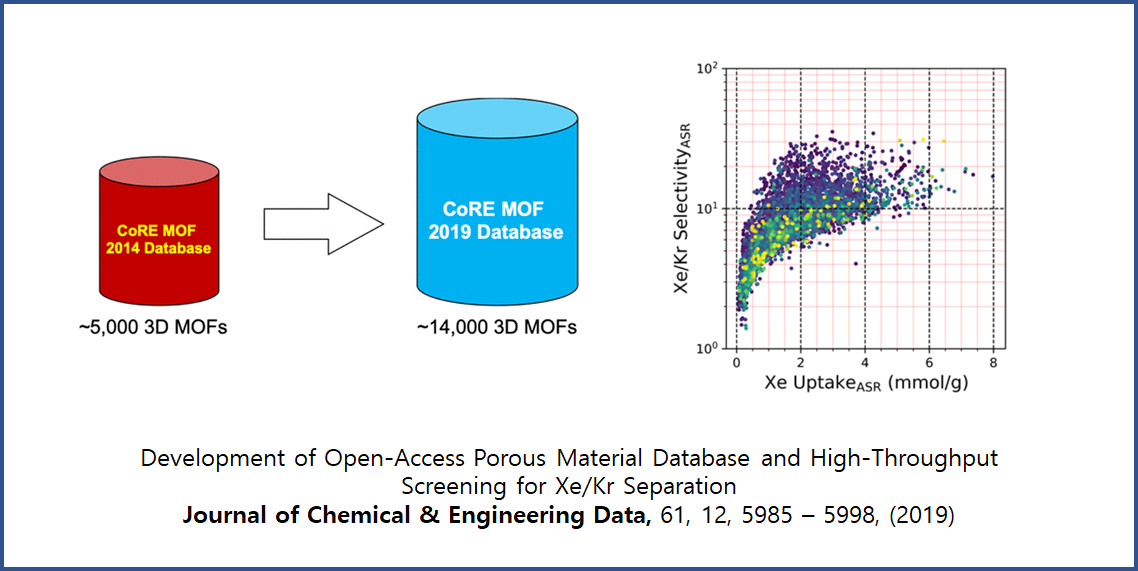 CoRE MOF
2014 Database
~5,000 3D MOFs
CoRE MOF
2019 Database
~14,000 3D MOFs
Xe/Kr Selectivity_ASR
10²
10¹
10⁰
0 2 4 6 8
Xe Uptake_ASR (mmol/g)
Development of Open-Access Porous Material Database and High-Throughput
Screening for Xe/Kr Separation
Journal of Chemical & Engineering Data, 61, 12, 5985 – 5998, (2019)